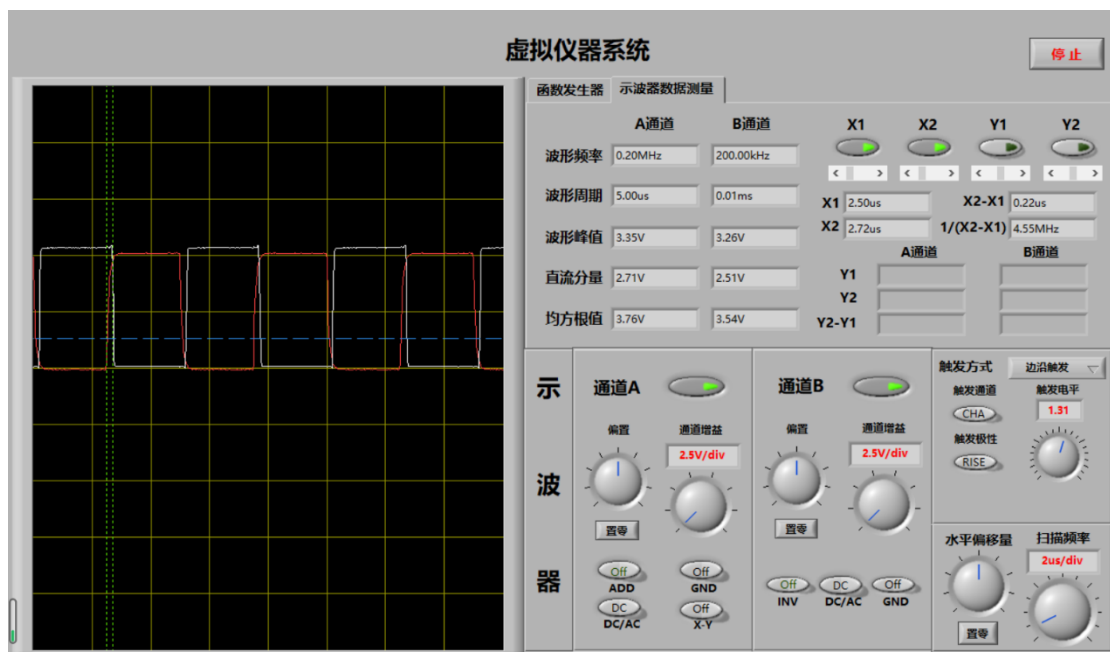 虚拟仪器系统
停止
函数发生器 示波器数据测量
A通道 B通道 X1 X2 Y1 Y2
波形频率 0.20MHz 200.00kHz
波形周期 5.00us 0.01ms
X1 2.50us X2-X1 0.22us
X2 2.72us 1/(X2-X1) 4.55MHz
波形峰值 3.35V 3.26V
A通道 B通道
直流分量 2.71V 2.51V
Y1
Y2
均方根值 3.76V 3.54V
Y2-Y1
示波器
通道A
偏置 通道增益
2.5V/div
置零
Off Off
ADD GND
DC Off
DC/AC X-Y
通道B
偏置 通道增益
2.5V/div
置零
Off DC Off
INV DC/AC GND
触发方式 边沿触发
触发通道 触发电平
CHA 1.31
触发极性
RISE
水平偏移量 扫描频率
2us/div
置零